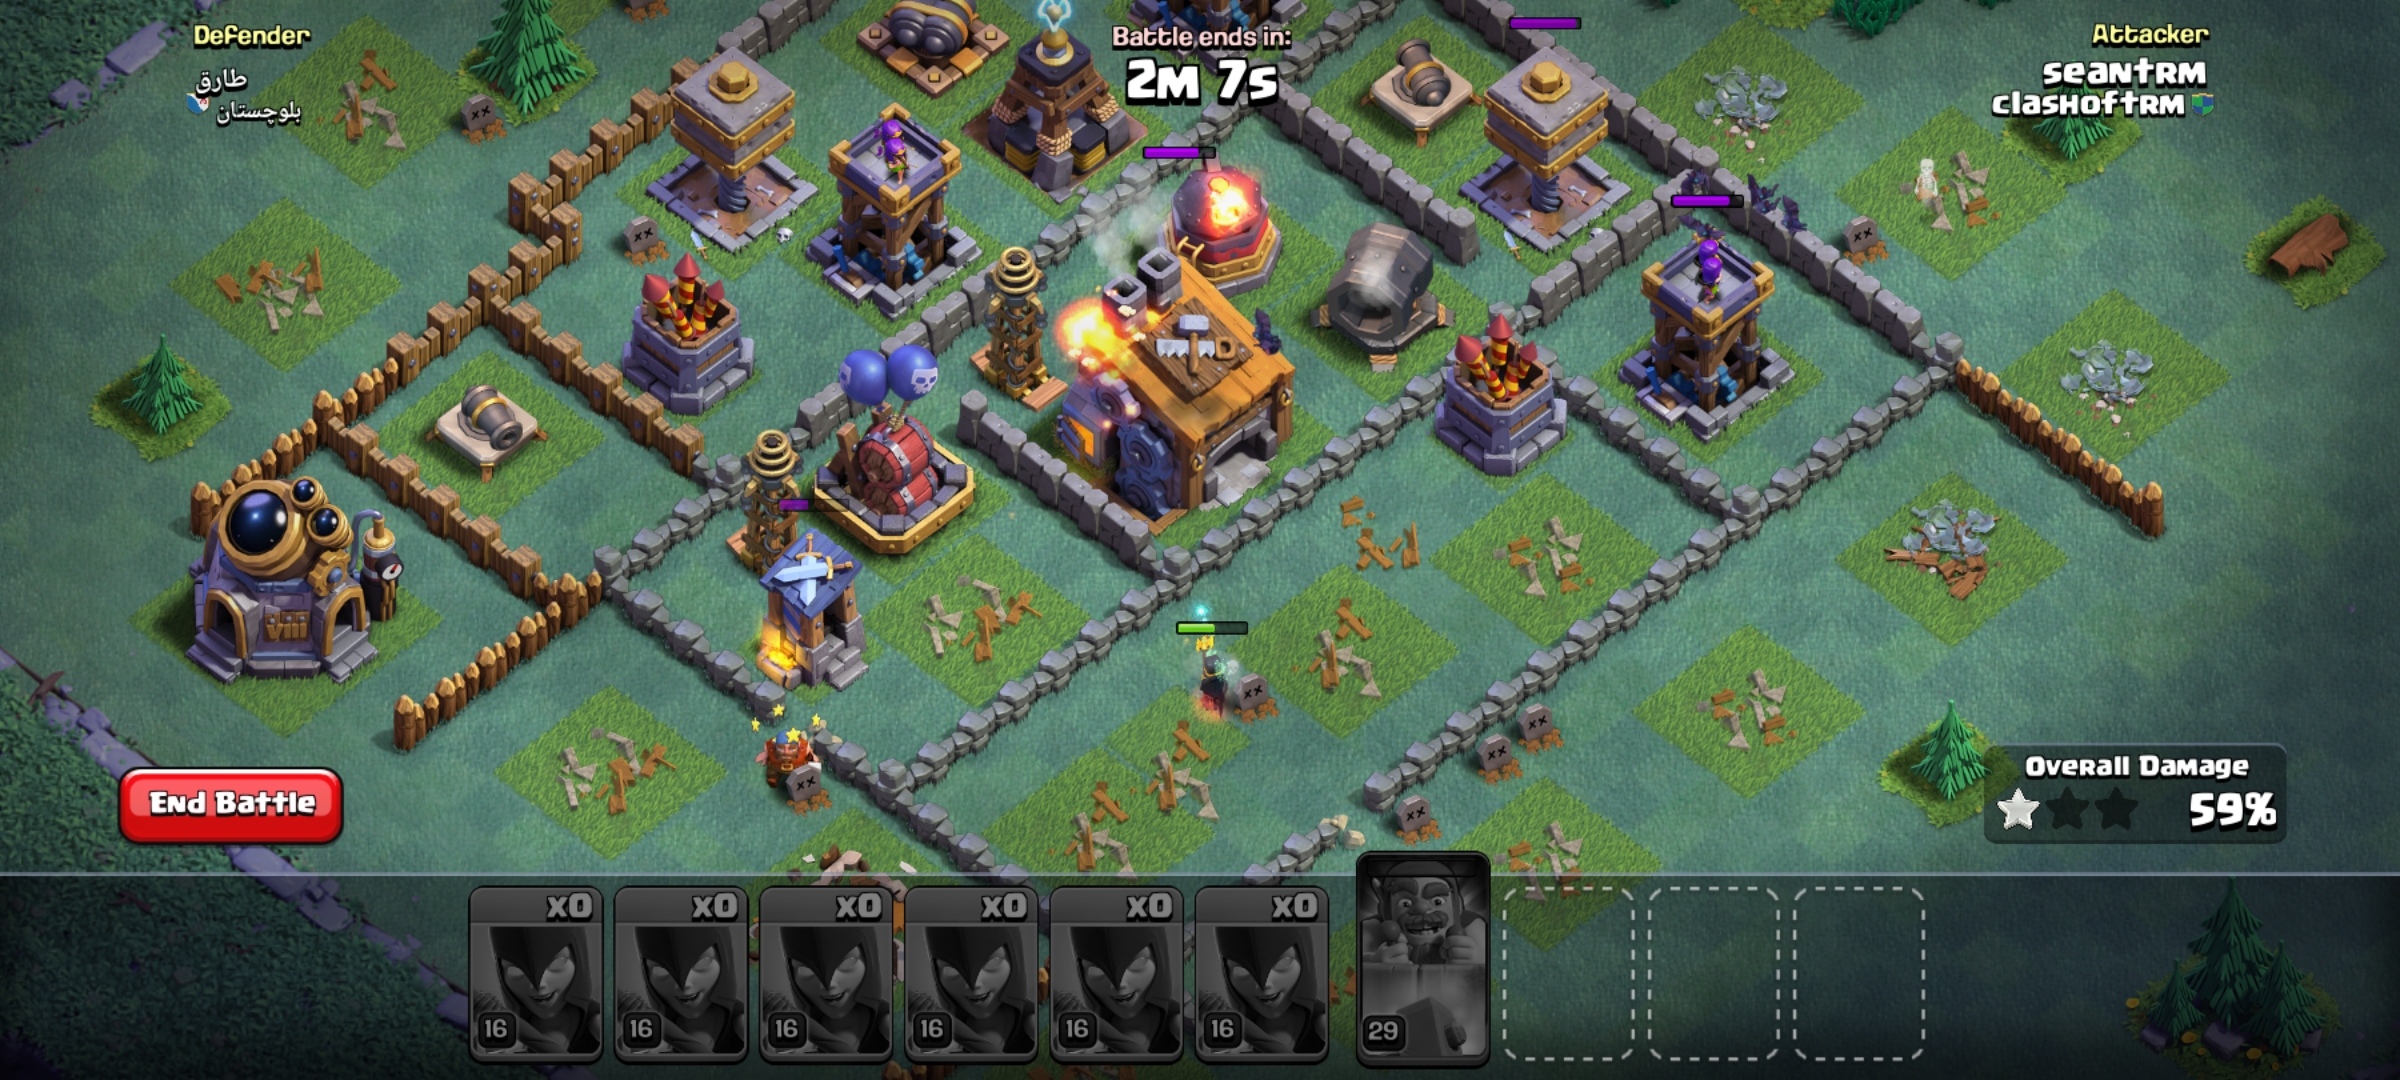 Defender
طارق
بلوچستان
Battle ends in:
2M 7s
Attacker
seantRM
clashoftRM
VIII
End Battle
Overall Damage
59%
x0
x0
x0
x0
x0
x0
16
16
16
16
16
16
29